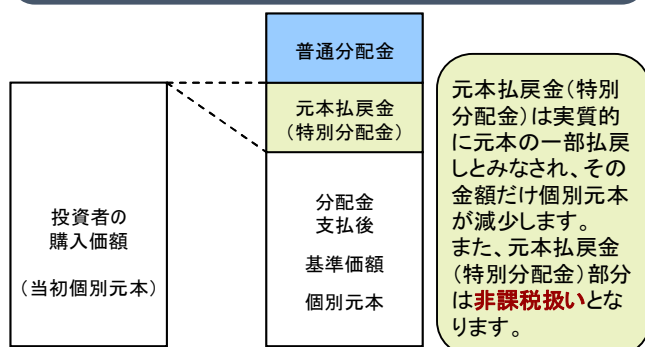 普通分配金
元本払戻金
（特別分配金）
投資者の
購入価額
（当初個別元本）
分配金
支払後
基準価額
個別元本
元本払戻金（特別
分配金）は実質的
に元本の一部払戻
しとみなされ、その
金額だけ個別元本
が減少します。
また、元本払戻金
（特別分配金）部分
は非課税扱いとな
ります。